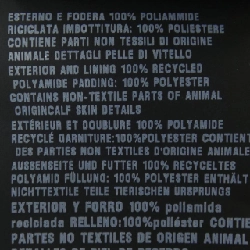 ESTERNO E FODERA 100% POLIAMMIDE
RICICLATA IMBOTTITURA: 100% POLIESTERE
CONTIENE PARTI NON TESSILI DI ORIGINE
ANIMALE DETTAGLI PELLE DI VITELLO
EXTERIOR AND LINING 100% RECYCLED
POLYAMIDE PADDING: 100% POLYESTER
CONTAINS NON-TEXTILE PARTS OF ANIMAL
ORIGINCALF SKIN DETAILS
EXTÉRIEUR ET DOUBLURE 100% POLYAMIDE
RECYCLÉ GARNITURE:100%POLYESTER CONTIENT
DES PARTIES NON TEXTILES D'ORIGINE ANIMALE
AUSSENSEITE UND FUTTER 100% RECYCELTES
POLYAMID FÜLLUNG: 100% POLYESTER ENTHÄLT
NICHTTEXTILE TEILE TIERISCHEN URSPRUNGS
EXTERIOR Y FORRO 100% poliamida
reciclada RELLENO:100%poliéster CONTI
PARTES NO TEXTILES DE ORIGEN ANIMAL